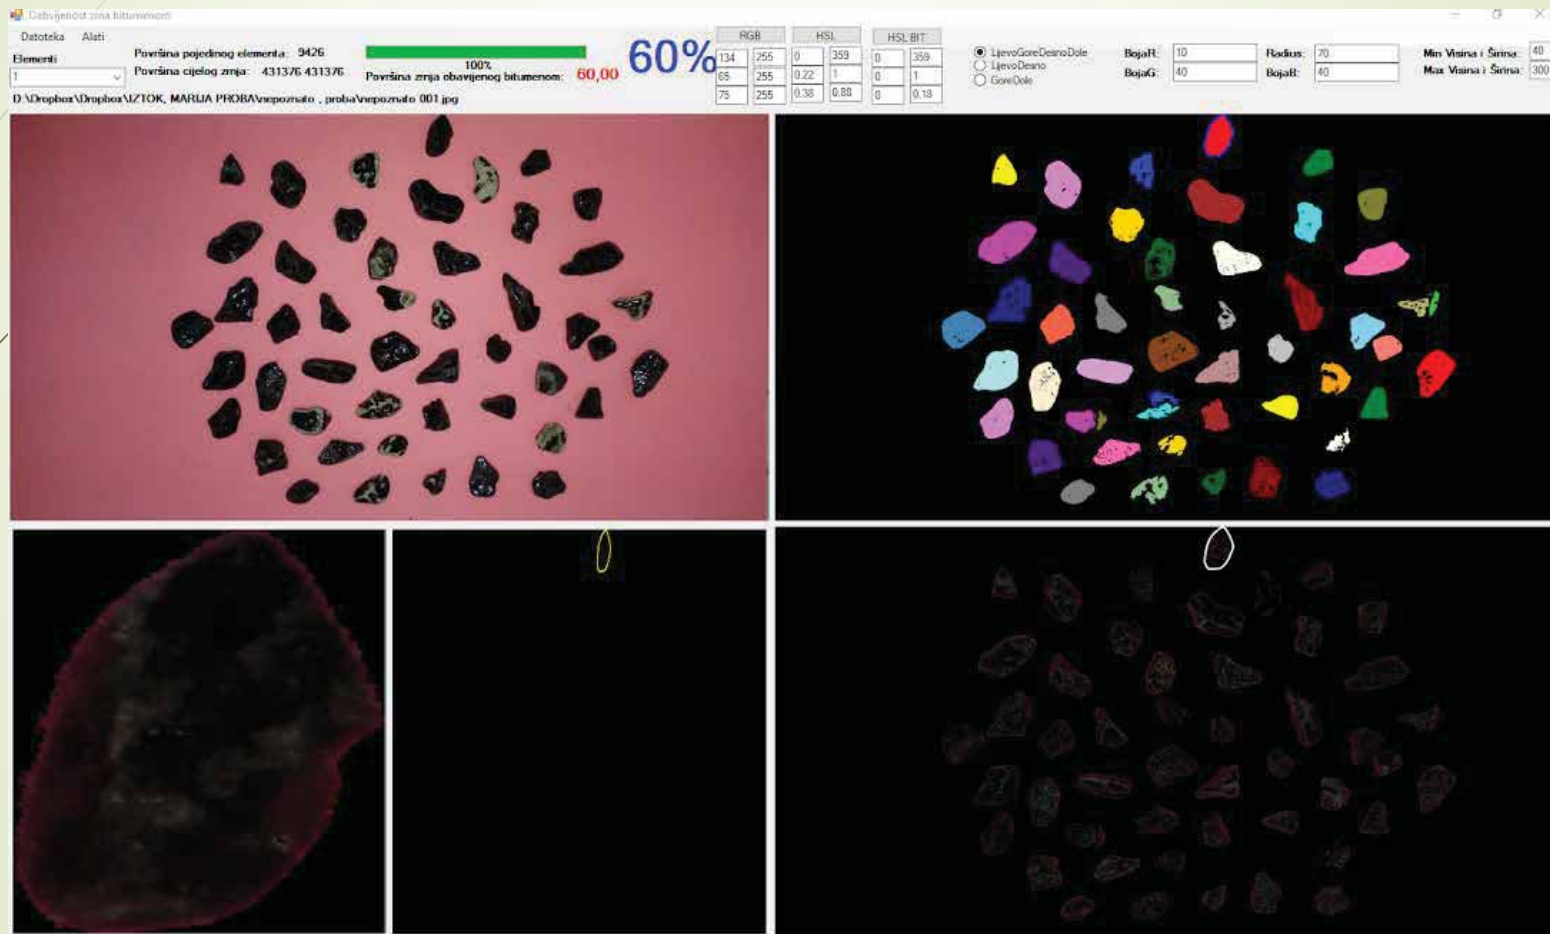 Obavijenost zrna bitumenom
Datoteka Alati
Elementi
1
Površina pojedinog elementa: 9426
Površina cijelog zrnja: 431376 431376
100%
Površina zrnja obavijenog bitumenom: 60,00
60%
RGB
134 255
65 255
75 255
HSL
0 359
0.22 1
0.38 0.88
HSL BIT
0 359
0 1
0 0.18
LijevoGoreDesnoDole
LijevoDesno
GoreDole
BojaR: 10
BojaG: 40
Radius: 70
BojaB: 40
Min Visina i Širina: 40
Max Visina i Širina: 300
D:\Dropbox\Dropbox\IZTOK, MARIJA PROBA\nepoznato , proba\nepoznato 001.jpg